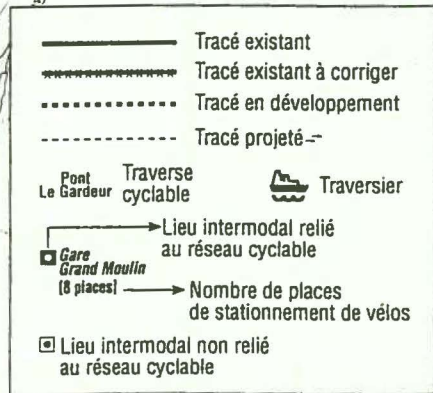 Tracé existant
Tracé existant à corriger
Tracé en développement
Tracé projeté
Pont Le Gardeur
Traverse cyclable
Traversier
Lieu intermodal relié
au réseau cyclable
Gare
Grand Moulin
(8 places)
Nombre de places
de stationnement de vélos
Lieu intermodal non relié
au réseau cyclable